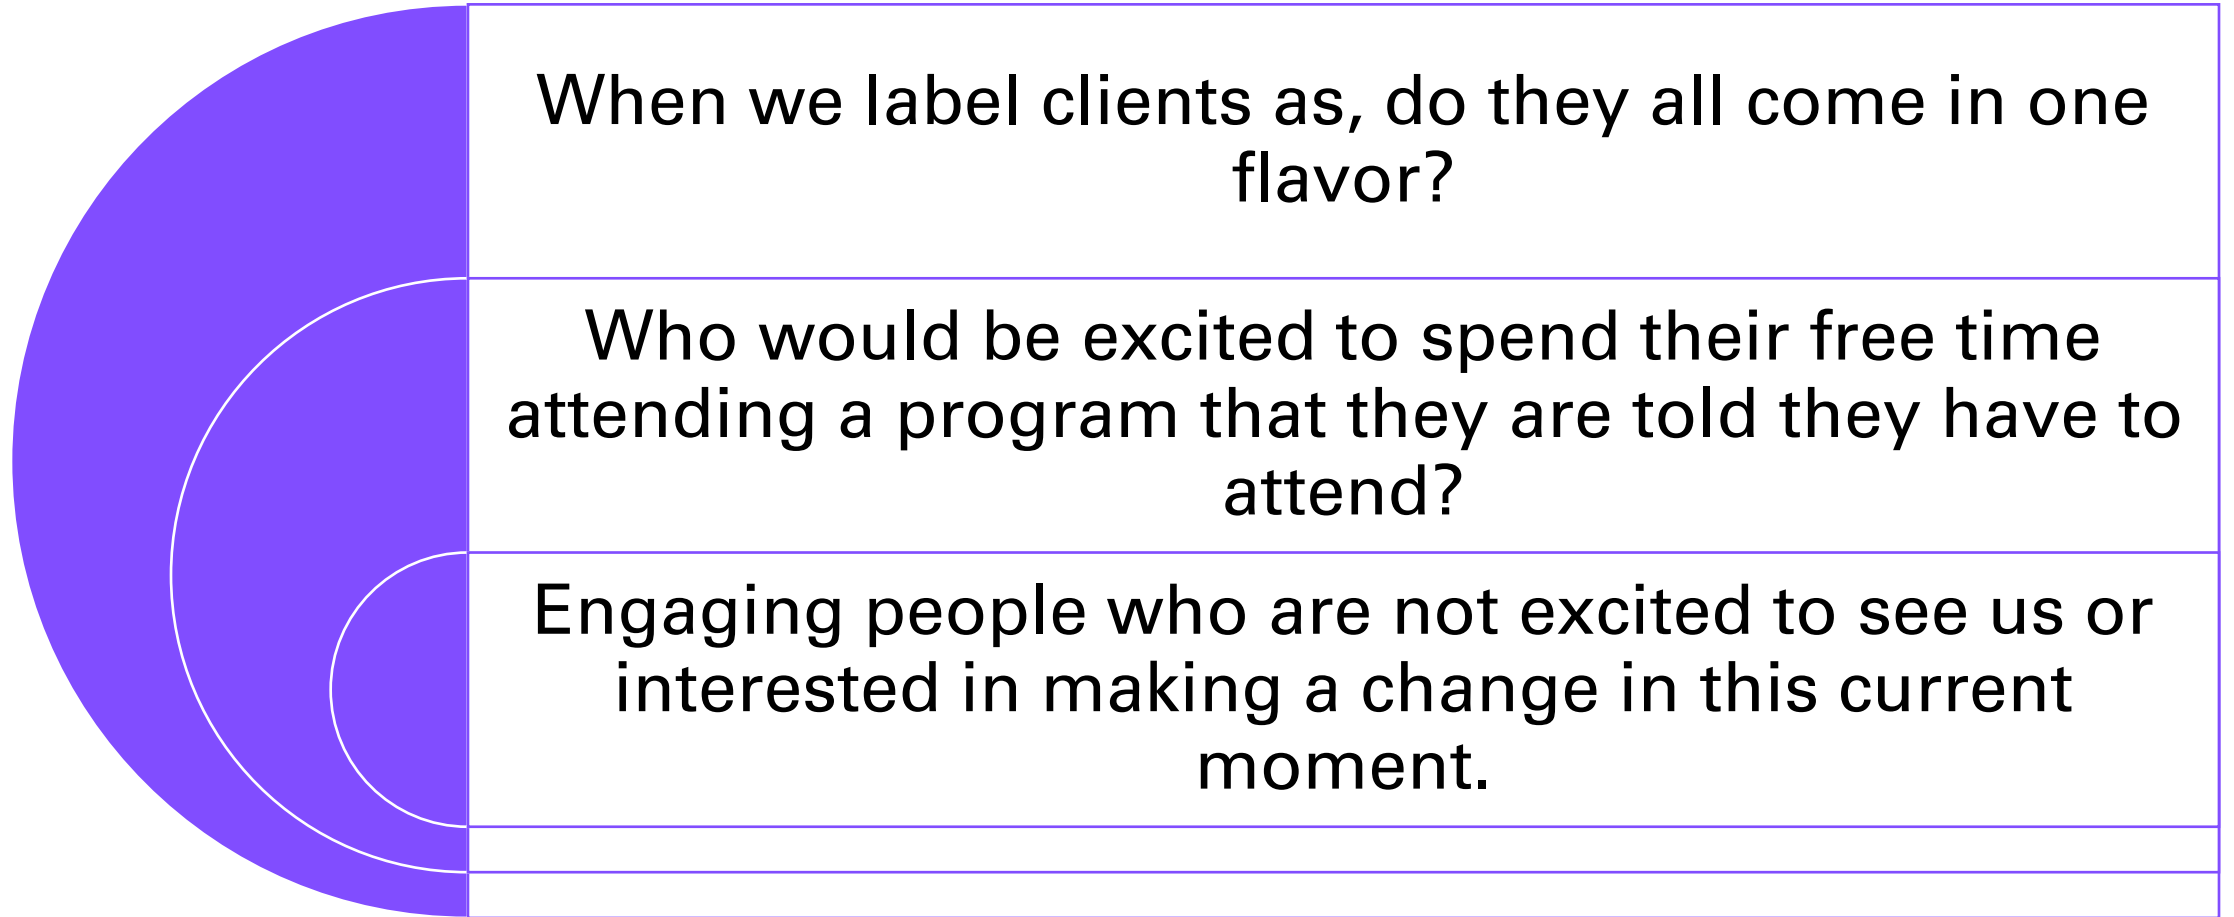 When we label clients as, do they all come in one
flavor?
Who would be excited to spend their free time
attending a program that they are told they have to
attend?
Engaging people who are not excited to see us or
interested in making a change in this current
moment.